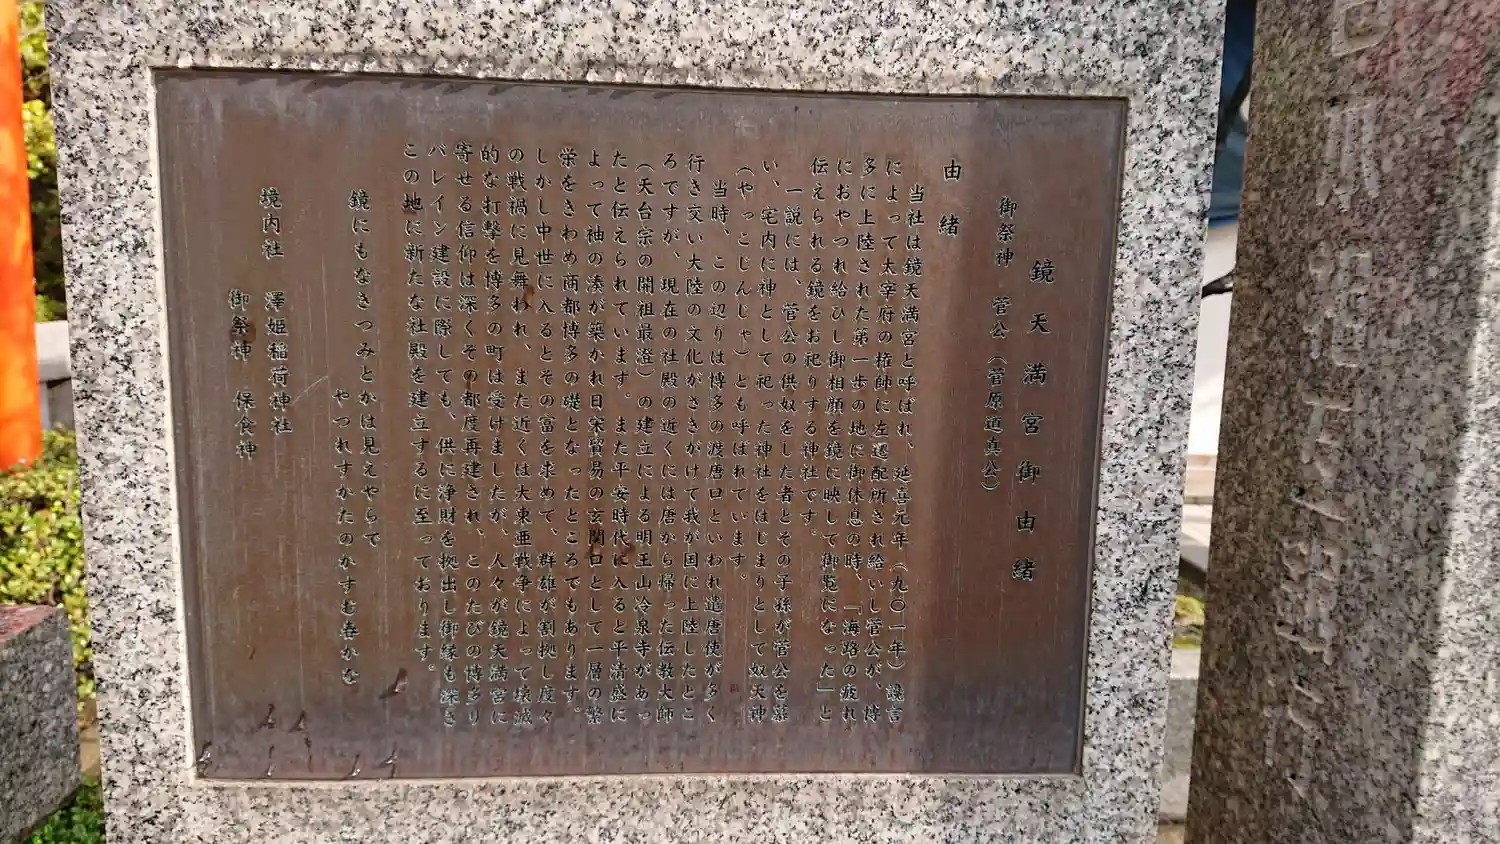 鏡天満宮御由緒
御祭神　菅公（菅原道真公）
由緒
当社は鏡天満宮と呼ばれ、延喜元年（九〇一年）讒言
によって太宰府の権師に左遷配所され給いし菅公が、博
多に上陸された第一歩の地に御休息の時、「海路の疲れ
におやつれ給ひし御相顔を鏡に映して御覧になった」と
伝えられる鏡をお祀りする神社です。
一説には、菅公の供奴をした者とその子孫が菅公を慕
い、宅内に神として祀った神社をはじまりとして奴天神
（やっこじんじゃ）とも呼ばれています。
当時、この辺りは博多の渡唐口といわれ遣唐使が多く
行き交い大陸の文化がさきがけて我が国に上陸したとこ
ろですが、現在の社殿の近くには唐から帰った伝教大師
（天台宗の開祖最澄）の建立による明王山冷泉寺があっ
たと伝えられています。また平安時代に入ると平清盛に
よって袖の湊が築かれ日宋貿易の玄関口として一層の繁
栄をきわめ商都博多の礎となったところでもあります。
しかし中世に入るとその富を求めて、群雄が割拠し度々
の戦禍に見舞われ、また近くは大東亜戦争によって壊滅
的な打撃を博多の町は受けましたが、人々が鏡天満宮に
寄せる信仰は深くその都度再建され、このたびの博多リ
バレイン建設に際しても、供に浄財を拠出し御縁も深き
この地に新たな社殿を建立するに至っております。
鏡にもなきつみとかは見えやらで
やつれすがたのかすむ春かな
境内社　澤姫稲荷神社
御祭神　保食神